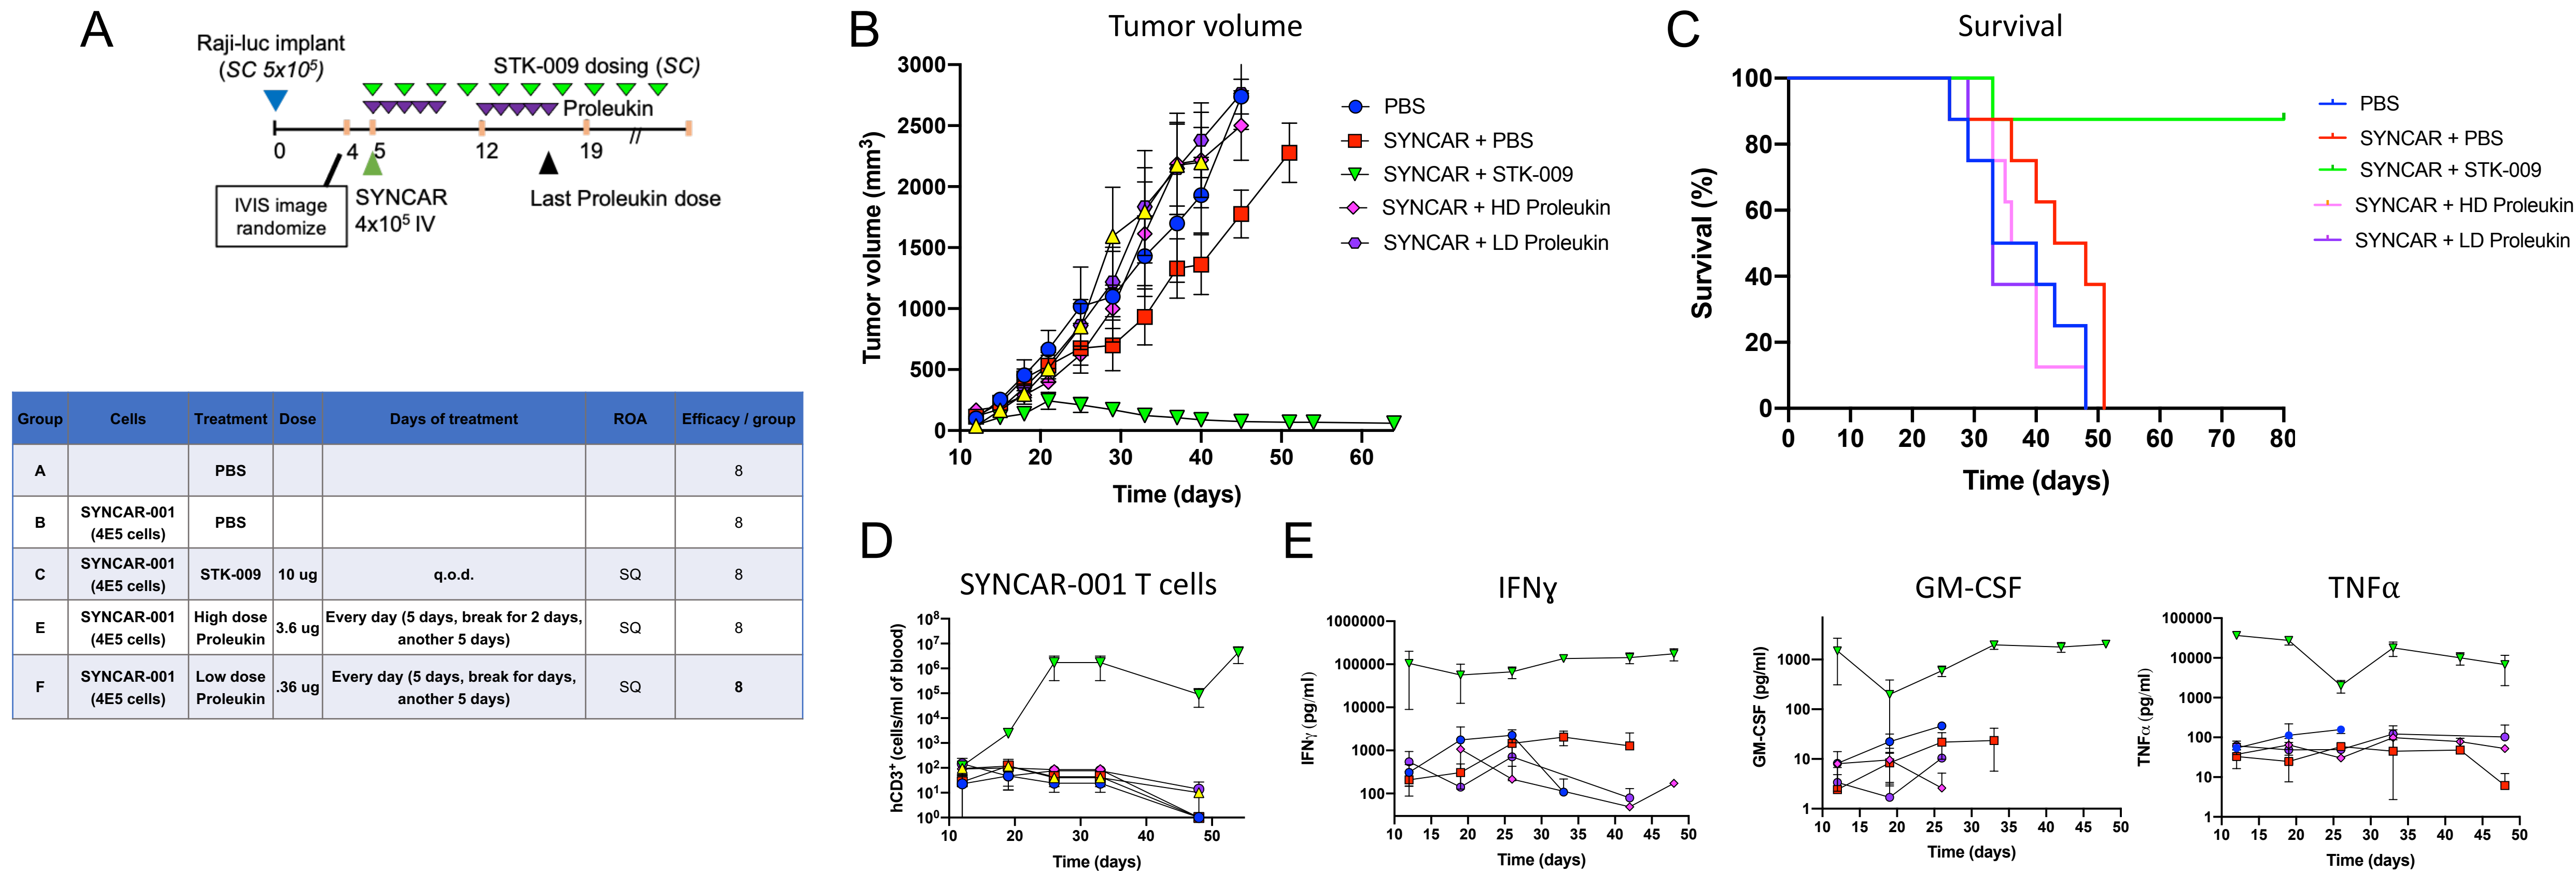 A
Raji-luc implant
(SC 5x10⁵)
STK-009 dosing (SC)
Proleukin
0
4
5
12
19
//
IVIS image
randomize
SYNCAR
4x10⁵ IV
Last Proleukin dose
Group Cells Treatment Dose Days of treatment ROA Efficacy / group
A PBS 8
B SYNCAR-001 (4E5 cells) PBS 8
C SYNCAR-001 (4E5 cells) STK-009 10 ug q.o.d. SQ 8
E SYNCAR-001 (4E5 cells) High dose Proleukin 3.6 ug Every day (5 days, break for 2 days, another 5 days) SQ 8
F SYNCAR-001 (4E5 cells) Low dose Proleukin .36 ug Every day (5 days, break for days, another 5 days) SQ 8
B
Tumor volume
Tumor volume (mm³)
3000
2500
2000
1500
1000
500
0
10 20 30 40 50 60
Time (days)
PBS
SYNCAR + PBS
SYNCAR + STK-009
SYNCAR + HD Proleukin
SYNCAR + LD Proleukin
C
Survival
Survival (%)
100
80
60
40
20
0
0 10 20 30 40 50 60 70 80
Time (days)
PBS
SYNCAR + PBS
SYNCAR + STK-009
SYNCAR + HD Proleukin
SYNCAR + LD Proleukin
D
SYNCAR-001 T cells
hCD3⁺ (cells/ml of blood)
10⁸
10⁷
10⁶
10⁵
10⁴
10³
10²
10¹
10⁰
10 20 30 40 50
Time (days)
E
IFNɣ
IFNγ (pg/ml)
1000000
100000
10000
1000
100
10 15 20 25 30 35 40 45 50
Time (days)
GM-CSF
GM-CSF (pg/ml)
1000
100
10
1
10 15 20 25 30 35 40 45 50
Time (days)
TNFα
TNFα (pg/ml)
100000
10000
1000
100
10
1
10 15 20 25 30 35 40 45 50
Time (days)